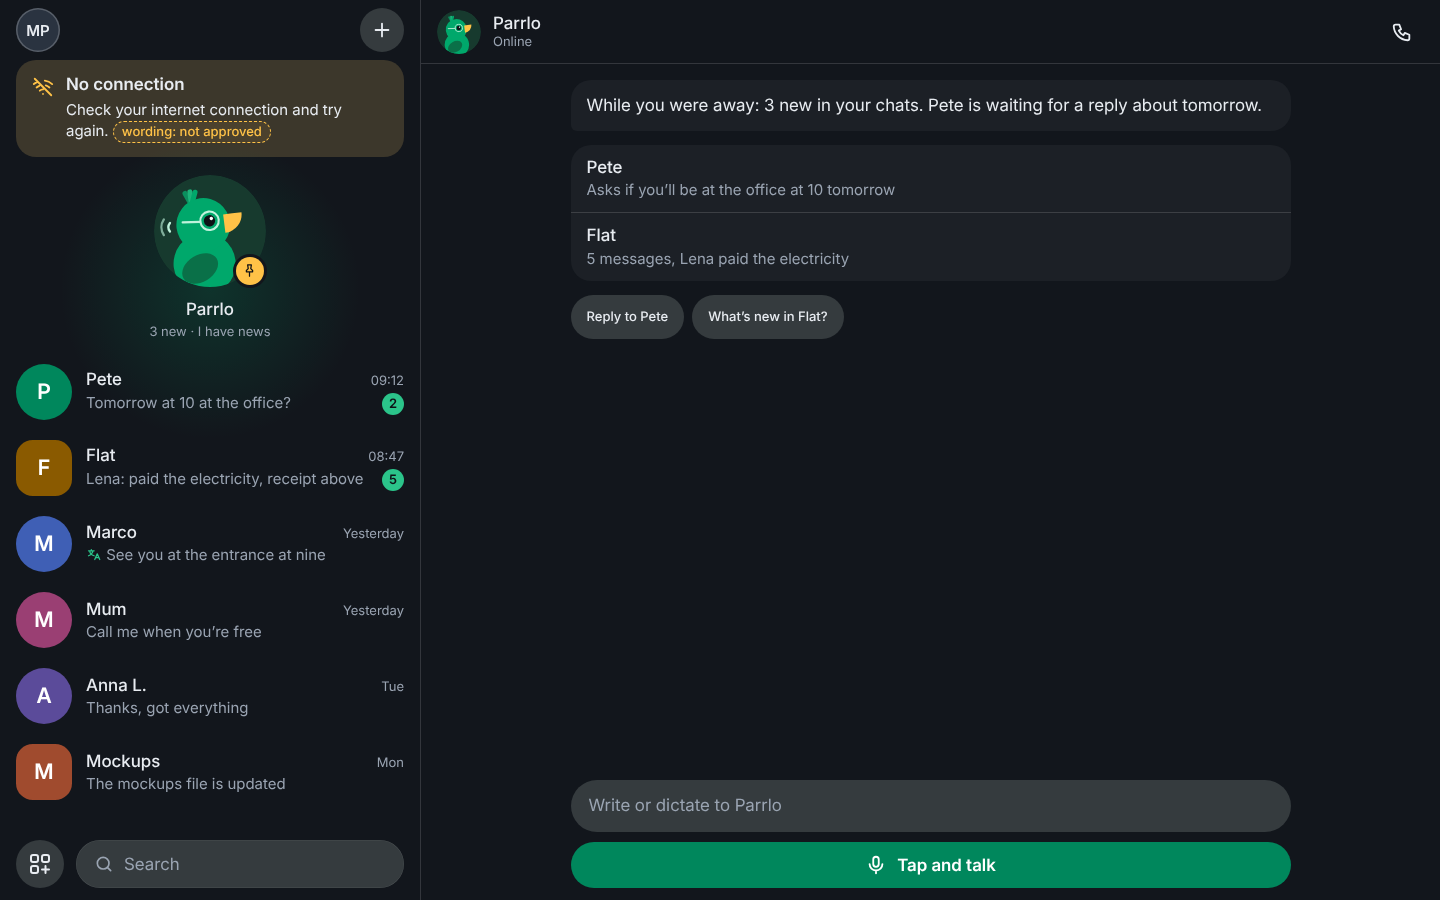 MP
No connection
Check your internet connection and try
again. wording: not approved
Parrlo
3 new · I have news
P
Pete
09:12
Tomorrow at 10 at the office?
2
F
Flat
08:47
Lena: paid the electricity, receipt above
5
M
Marco
Yesterday
See you at the entrance at nine
M
Mum
Yesterday
Call me when you’re free
A
Anna L.
Tue
Thanks, got everything
M
Mockups
Mon
The mockups file is updated
Search
Parrlo
Online
While you were away: 3 new in your chats. Pete is waiting for a reply about tomorrow.
Pete
Asks if you’ll be at the office at 10 tomorrow
Flat
5 messages, Lena paid the electricity
Reply to Pete
What’s new in Flat?
Write or dictate to Parrlo
Tap and talk